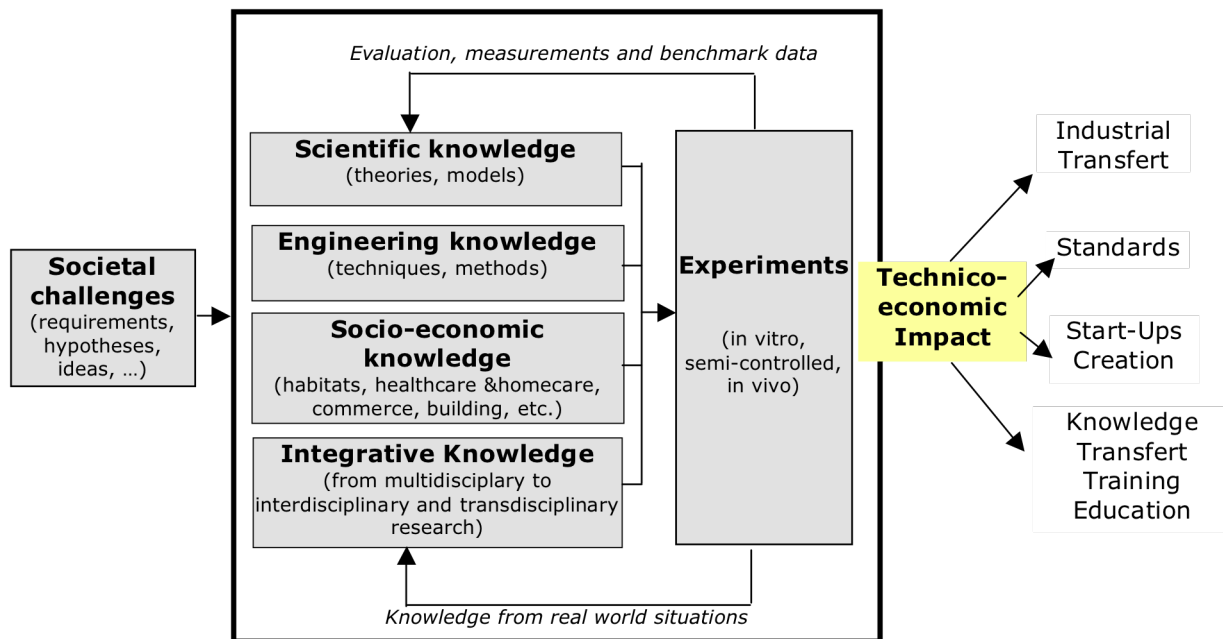 Evaluation, measurements and benchmark data
Scientific knowledge
(theories, models)
Engineering knowledge
(techniques, methods)
Socio-economic
knowledge
(habitats, healthcare &homecare,
commerce, building, etc.)
Integrative Knowledge
(from multidisciplary to
interdisciplinary and transdisciplinary
research)
Knowledge from real world situations
Societal
challenges
(requirements,
hypotheses,
ideas, …)
Experiments
(in vitro,
semi-controlled,
in vivo)
Technico-
economic
Impact
Industrial
Transfert
Standards
Start-Ups
Creation
Knowledge
Transfert
Training
Education